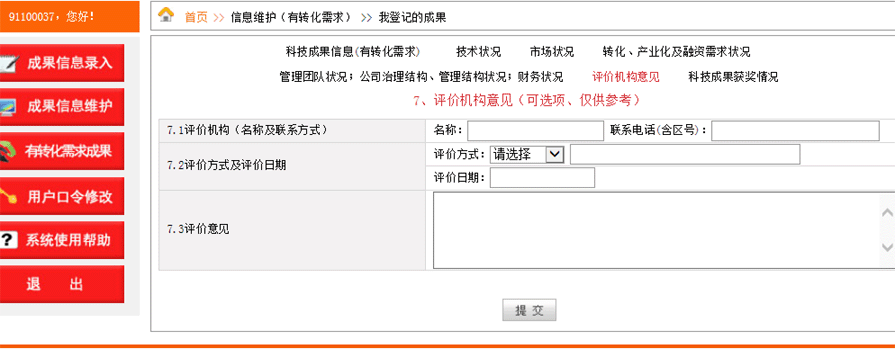 91100037，您好！
首页 >> 信息维护（有转化需求） >> 我登记的成果
成果信息录入
成果信息维护
有转化需求成果
用户口令修改
系统使用帮助
退 出
科技成果信息(有转化需求) 技术状况 市场状况 转化、产业化及融资需求状况
管理团队状况；公司治理结构、管理结构状况；财务状况 评价机构意见 科技成果获奖情况
7、评价机构意见（可选项、仅供参考）
7.1评价机构（名称及联系方式） 名称： 联系电话(含区号)：
7.2评价方式及评价日期 评价方式： 请选择
评价日期：
7.3评价意见
提 交